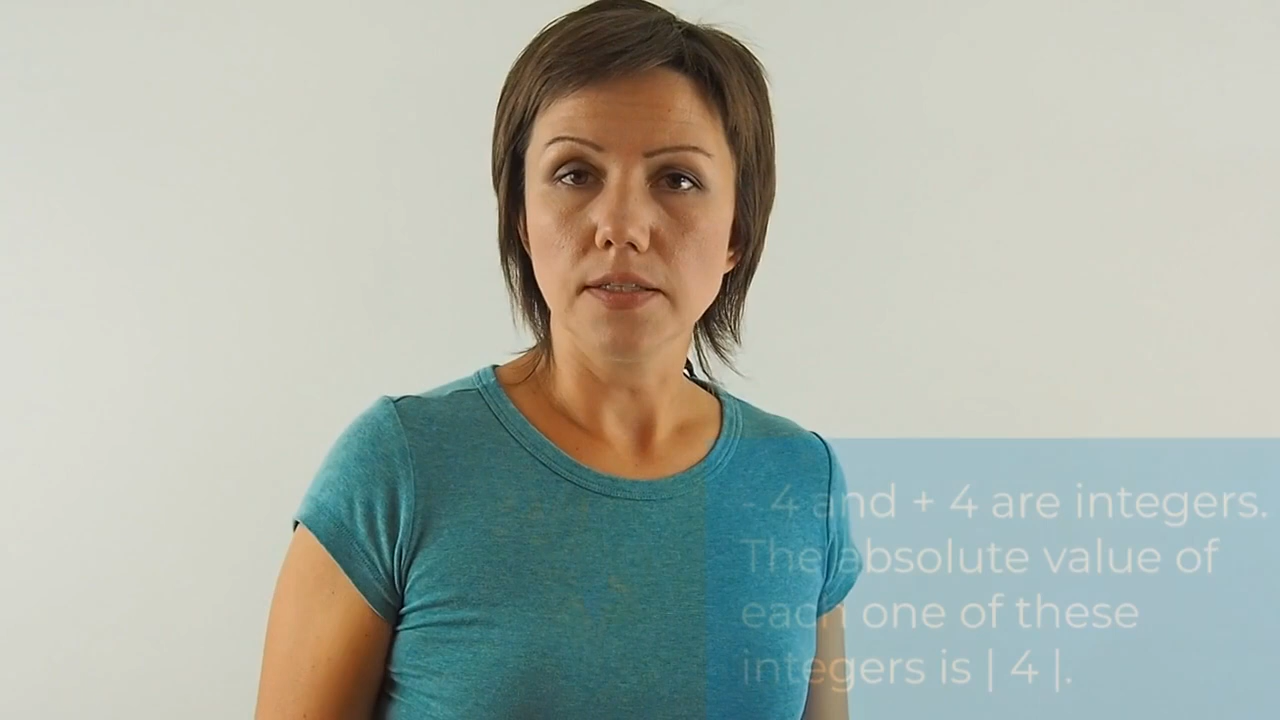 - 4 and + 4 are integers.
The absolute value of
each one of these
integers is | 4 |.